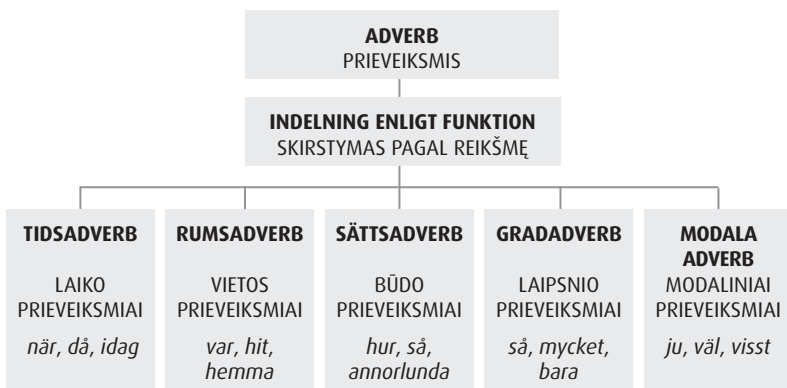 ADVERB
PRIEVEIKSMIS
INDELNING ENLIGT FUNKTION
SKIRSTYMAS PAGAL REIKŠMĘ
TIDSADVERB
LAIKO
PRIEVEIKSMIAI
när, då, idag
RUMSADVERB
VIETOS
PRIEVEIKSMIAI
var, hit,
hemma
SÄTTSADVERB
BŪDO
PRIEVEIKSMIAI
hur, så,
annorlunda
GRADADVERB
LAIPSNIO
PRIEVEIKSMIAI
så, mycket,
bara
MODALA
ADVERB
MODALINIAI
PRIEVEIKSMIAI
ju, väl, visst